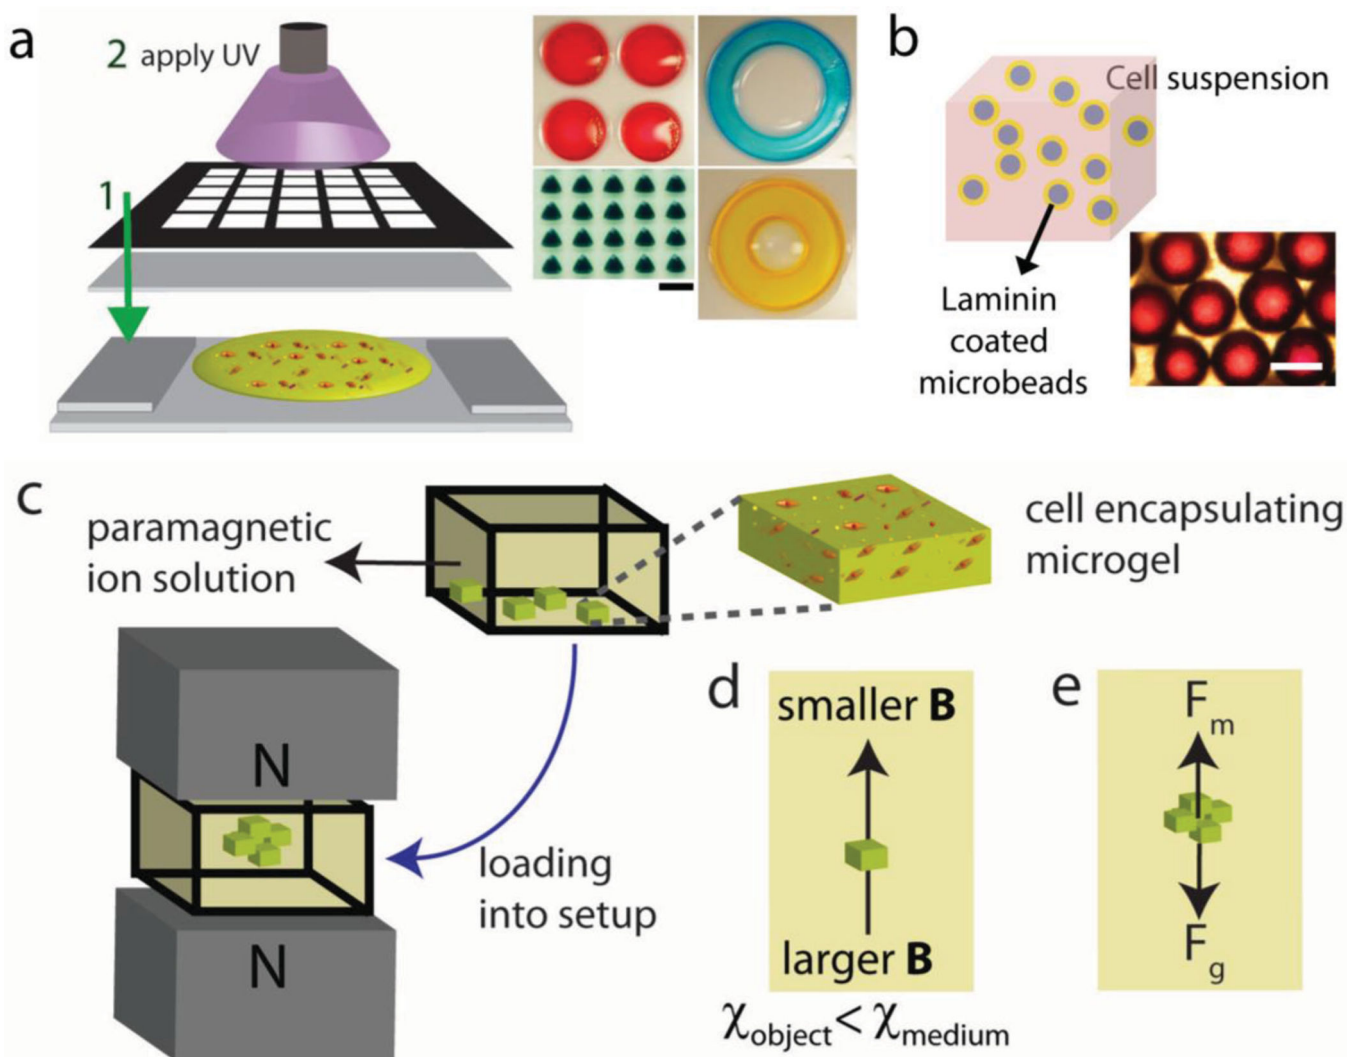 a
2 apply UV
1
b
Cell suspension
Laminin
coated
microbeads
c
paramagnetic
ion solution
cell encapsulating
microgel
N
N
loading
into setup
d
smaller B
larger B
χobject < χmedium
e
Fm
Fg